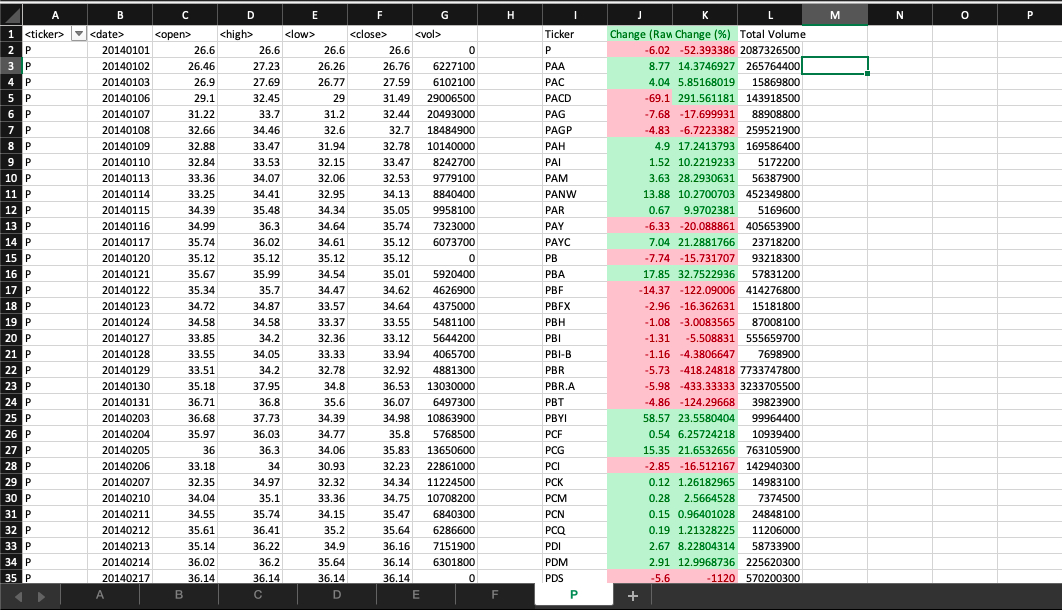 A B C D E F G H I J K L M N O P
1 <ticker> <date> <open> <high> <low> <close> <vol> Ticker Change (Raw Change (%) Total Volume
2 P 20140101 26.6 26.6 26.6 26.6 0 P -6.02 -52.393386 2087326500
3 P 20140102 26.46 27.23 26.26 26.76 6227100 PAA 8.77 14.3746927 265764400
4 P 20140103 26.9 27.69 26.77 27.59 6102100 PAC 4.04 5.85168019 15869800
5 P 20140106 29.1 32.45 29 31.49 29006500 PACD -69.1 291.561181 143918500
6 P 20140107 31.22 33.7 31.2 32.44 20493000 PAG -7.68 -17.699931 88908800
7 P 20140108 32.66 34.46 32.6 32.7 18484900 PAGP -4.83 -6.7223382 259521900
8 P 20140109 32.88 33.47 31.94 32.78 10140000 PAH 4.9 17.2413793 169586400
9 P 20140110 32.84 33.53 32.15 33.47 8242700 PAI 1.52 10.2219233 5172200
10 P 20140113 33.36 34.07 32.06 32.53 9779100 PAM 3.63 28.2930631 56387900
11 P 20140114 33.25 34.41 32.95 34.13 8840400 PANW 13.88 10.2700703 452349800
12 P 20140115 34.39 35.48 34.34 35.05 9958100 PAR 0.67 9.9702381 5169600
13 P 20140116 34.99 36.3 34.64 35.74 7323000 PAY -6.33 -20.088861 405653900
14 P 20140117 35.74 36.02 34.61 35.12 6073700 PAYC 7.04 21.2881766 23718200
15 P 20140120 35.12 35.12 35.12 35.12 0 PB -7.74 -15.731707 93218300
16 P 20140121 35.67 35.99 34.54 35.01 5920400 PBA 17.85 32.7522936 57831200
17 P 20140122 35.34 35.7 34.47 34.62 4626900 PBF -14.37 -122.09006 414276800
18 P 20140123 34.72 34.87 33.57 34.64 4375000 PBFX -2.96 -16.362631 15181800
19 P 20140124 34.58 34.58 33.37 33.55 5481100 PBH -1.08 -3.0083565 87008100
20 P 20140127 33.85 34.2 32.36 33.12 5644200 PBI -1.31 -5.508831 555659700
21 P 20140128 33.55 34.05 33.33 33.94 4065700 PBI-B -1.16 -4.3806647 7698900
22 P 20140129 33.51 34.2 32.78 32.92 4881300 PBR -5.73 -418.24818 7733747800
23 P 20140130 35.18 37.95 34.8 36.53 13030000 PBR.A -5.98 -433.33333 3233705500
24 P 20140131 36.71 36.8 35.6 36.07 6497300 PBT -4.86 -124.29668 39823900
25 P 20140203 36.68 37.73 34.39 34.98 10863900 PBYI 58.57 23.5580404 99964400
26 P 20140204 35.97 36.03 34.77 35.8 5768500 PCF 0.54 6.25724218 10939400
27 P 20140205 36 36.3 34.06 35.83 13650600 PCG 15.35 21.6532656 763105900
28 P 20140206 33.18 34 30.93 32.23 22861000 PCI -2.85 -16.512167 142940300
29 P 20140207 32.35 34.97 32.32 34.34 11224500 PCK 0.12 1.26182965 14983100
30 P 20140210 34.04 35.1 33.36 34.75 10708200 PCM 0.28 2.5664528 7374500
31 P 20140211 34.55 35.74 34.15 35.47 6840300 PCN 0.15 0.96401028 24848100
32 P 20140212 35.61 36.41 35.2 35.64 6286600 PCQ 0.19 1.21328225 11206000
33 P 20140213 35.14 36.22 34.9 36.16 7151900 PDI 2.67 8.22804314 58733900
34 P 20140214 36.02 36.2 35.64 36.14 6301800 PDM 2.91 12.9968736 225620300
35 P 20140217 36.14 36.14 36.14 36.14 0 PDS -5.6 -1120 570200300
A B C D E F P +